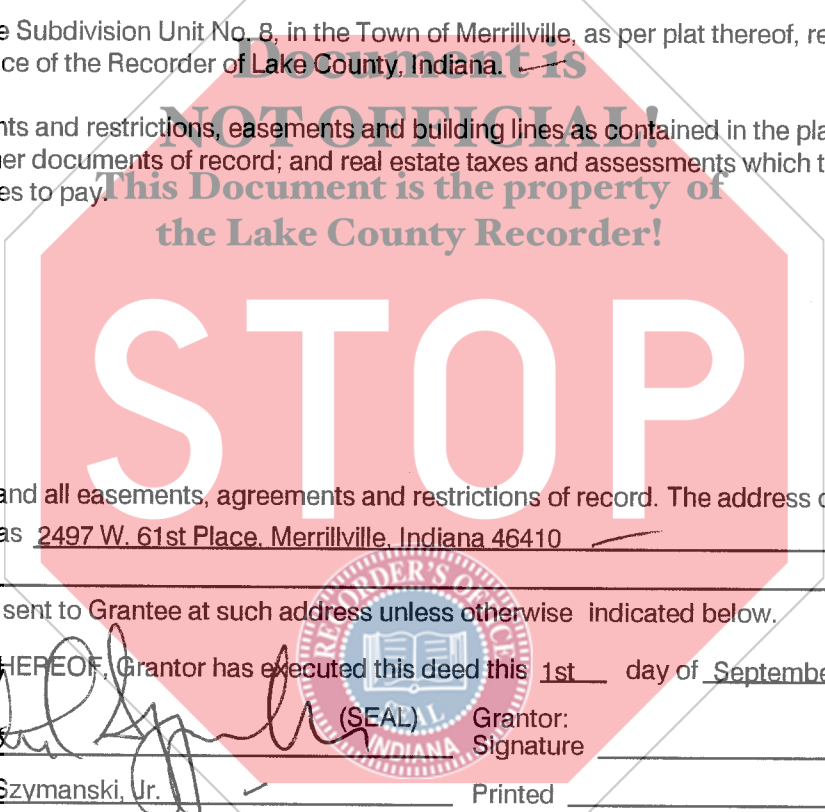 e Subdivision Unit No. 8, in the Town of Merrillville, as per plat thereof, re
ce of the Recorder of Lake County, Indiana.
Document is
NOT OFFICIAL!
nts and restrictions, easements and building lines as contained in the pla
er documents of record; and real estate taxes and assessments which t
es to pay.
This Document is the property of
the Lake County Recorder!
STOP
and all easements, agreements and restrictions of record. The address o
as 2497 W. 61st Place, Merrillville, Indiana 46410
sent to Grantee at such address unless otherwise indicated below.
HEREOF, Grantor has executed this deed this 1st day of Septembe
(SEAL) Grantor:
Signature
Szymanski, Jr. Printed
RECORDER'S OFFICE
SEAL
INDIANA